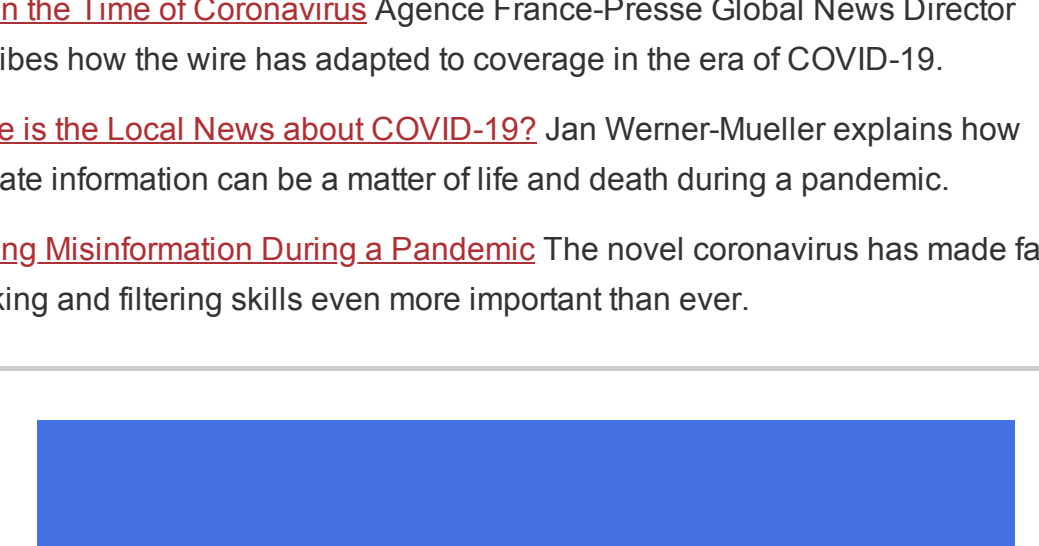 in the Time of Coronavirus Agence France-Presse Global News Director
ibes how the wire has adapted to coverage in the era of COVID-19.
e is the Local News about COVID-19? Jan Werner-Mueller explains how
ate information can be a matter of life and death during a pandemic.
ng Misinformation During a Pandemic The novel coronavirus has made fa
king and filtering skills even more important than ever.